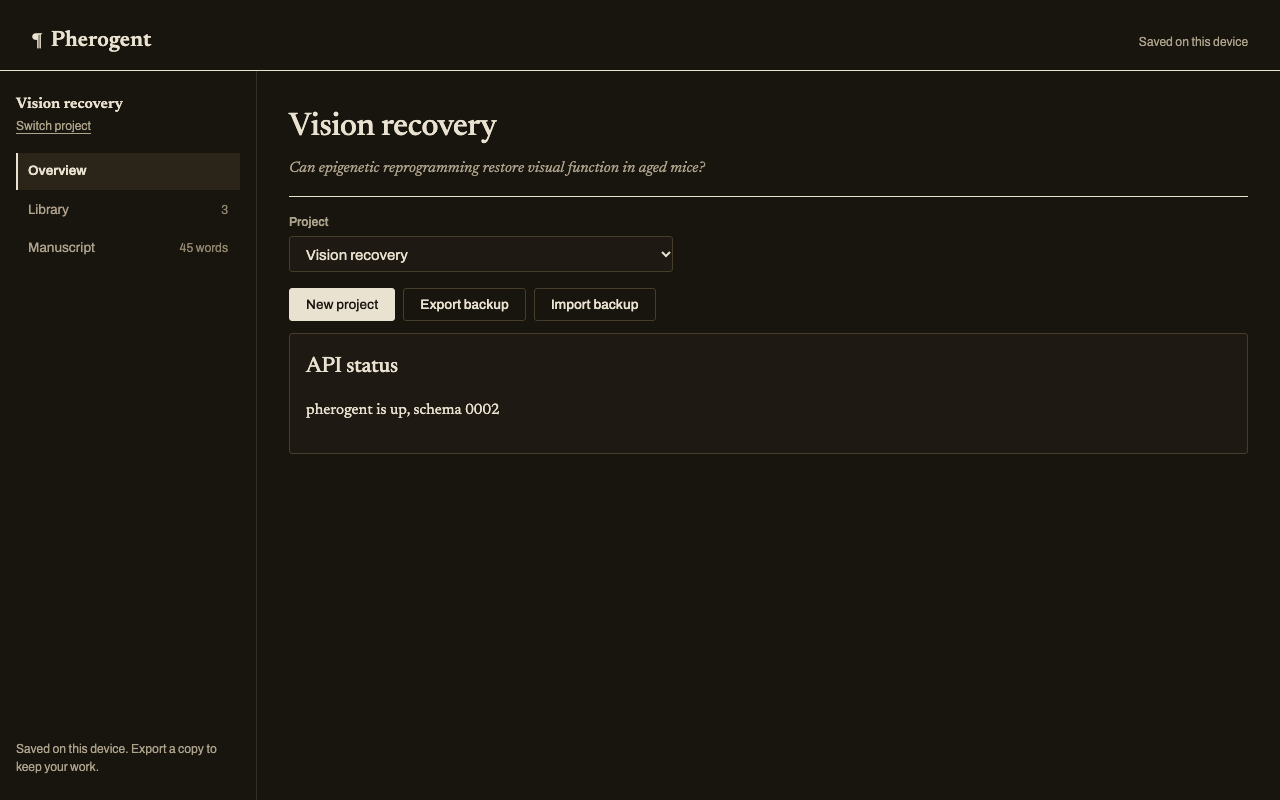 ¶ Pherogent
Saved on this device
Vision recovery
Switch project
Overview
Library 3
Manuscript 45 words
Saved on this device. Export a copy to
keep your work.
Vision recovery
Can epigenetic reprogramming restore visual function in aged mice?
Project
Vision recovery
New project Export backup Import backup
API status
pherogent is up, schema 0002